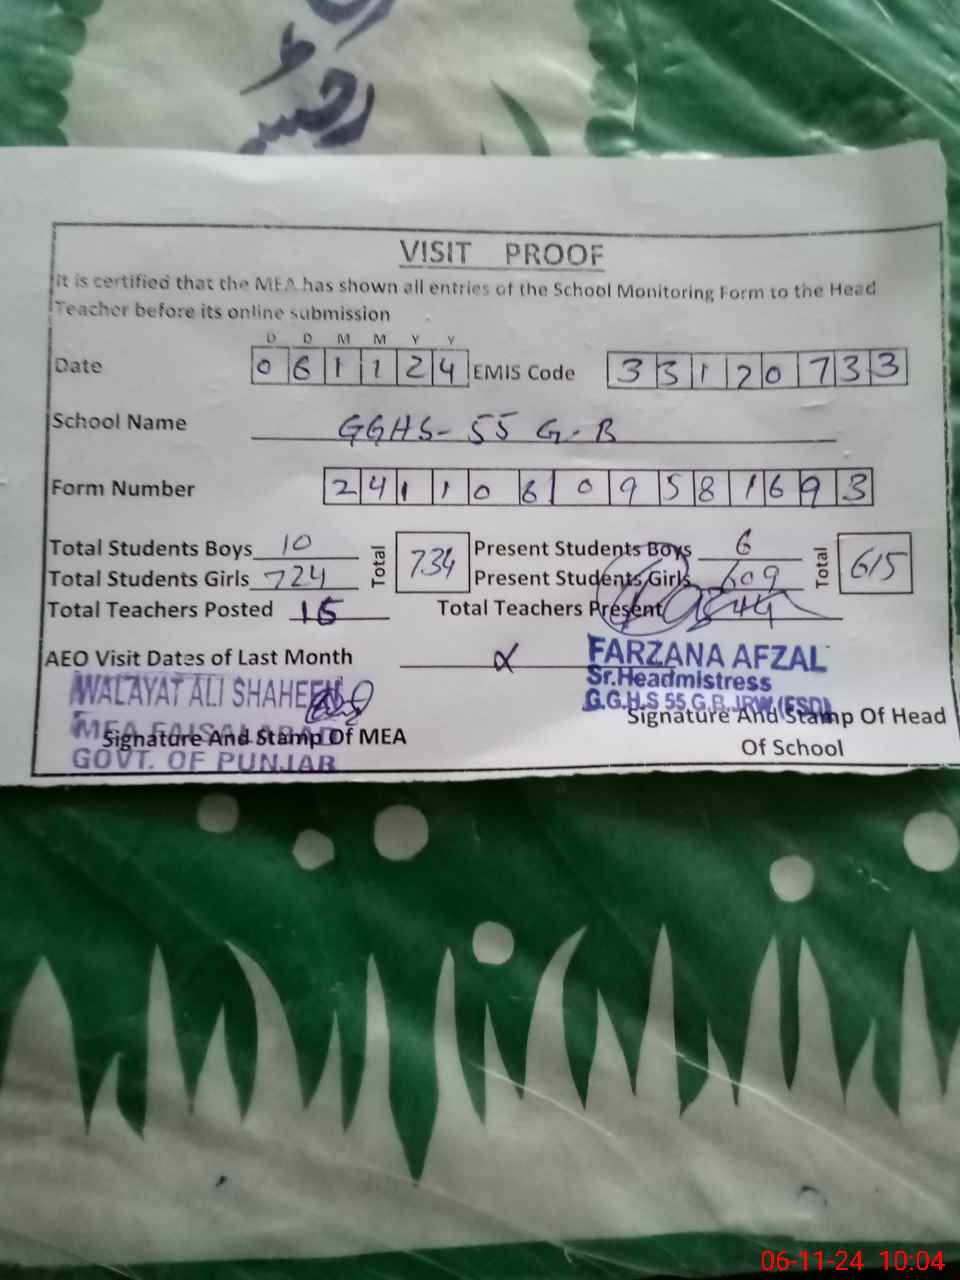 رجسٹر
VISIT PROOF
It is certified that the MEA has shown all entries of the School Monitoring Form to the Head
Teacher before its online submission
D D M M Y Y
Date 0 6 1 1 2 4 EMIS Code 3 3 1 2 0 7 3 3
School Name GGHS-55 G-B
Form Number 2 4 1 1 0 6 0 9 5 8 1 6 9 3
Total Students Boys 10 Total 734 Present Students Boys 6 Total 615
Total Students Girls 724 Present Students Girls 609
Total Teachers Posted 15 Total Teachers Present
AEO Visit Dates of Last Month
FARZANA AFZAL
Sr.Headmistress
G.G.H.S 55 G.B. JRW.(FSD)
WALAYAT ALI SHAHEEN
MEA FAISALABAD
GOVT. OF PUNJAB
Signature And Stamp Of MEA
Signature And Stamp Of Head
Of School
06-11-24 10:04